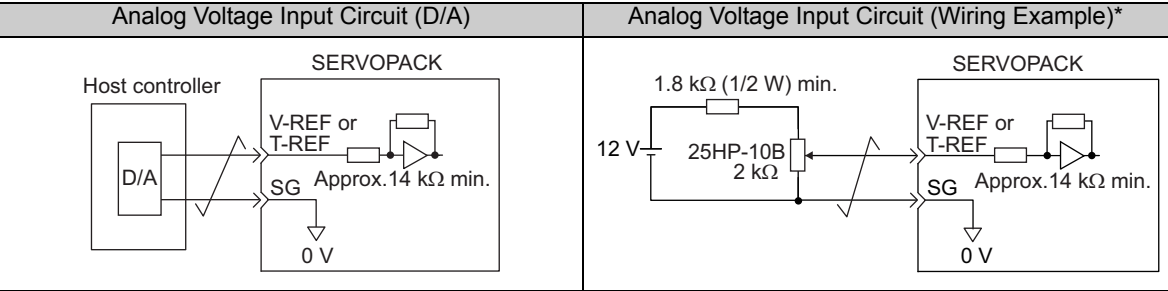 Analog Voltage Input Circuit (D/A)
Analog Voltage Input Circuit (Wiring Example)*
SERVOPACK
Host controller
V-REF or
T-REF
D/A
Approx.14 kΩ min.
SG
0 V
SERVOPACK
1.8 kΩ (1/2 W) min.
V-REF or
T-REF
12 V
25HP-10B
2 kΩ
Approx.14 kΩ min.
SG
0 V